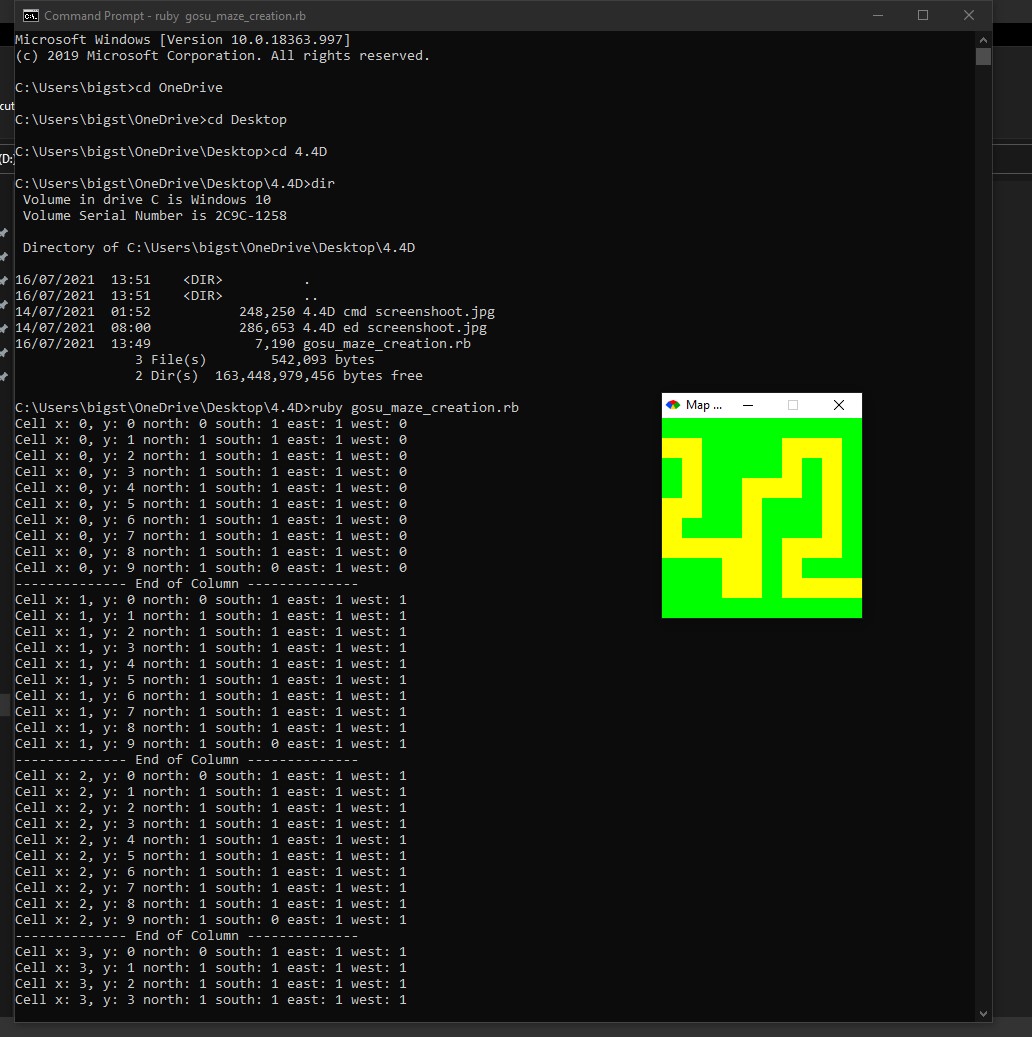 Command Prompt - ruby  gosu_maze_creation.rb
Microsoft Windows [Version 10.0.18363.997]
(c) 2019 Microsoft Corporation. All rights reserved.
C:\Users\bigst>cd OneDrive
cut
C:\Users\bigst\OneDrive>cd Desktop
(D:)
C:\Users\bigst\OneDrive\Desktop>cd 4.4D
C:\Users\bigst\OneDrive\Desktop\4.4D>dir
 Volume in drive C is Windows 10
 Volume Serial Number is 2C9C-1258
 Directory of C:\Users\bigst\OneDrive\Desktop\4.4D
16/07/2021  13:51    <DIR>          .
16/07/2021  13:51    <DIR>          ..
14/07/2021  01:52           248,250 4.4D cmd screenshoot.jpg
14/07/2021  08:00           286,653 4.4D ed screenshoot.jpg
16/07/2021  13:49             7,190 gosu_maze_creation.rb
               3 File(s)        542,093 bytes
               2 Dir(s)  163,448,979,456 bytes free
C:\Users\bigst\OneDrive\Desktop\4.4D>ruby gosu_maze_creation.rb
Map ...
Cell x: 0, y: 0 north: 0 south: 1 east: 1 west: 0
Cell x: 0, y: 1 north: 1 south: 1 east: 1 west: 0
Cell x: 0, y: 2 north: 1 south: 1 east: 1 west: 0
Cell x: 0, y: 3 north: 1 south: 1 east: 1 west: 0
Cell x: 0, y: 4 north: 1 south: 1 east: 1 west: 0
Cell x: 0, y: 5 north: 1 south: 1 east: 1 west: 0
Cell x: 0, y: 6 north: 1 south: 1 east: 1 west: 0
Cell x: 0, y: 7 north: 1 south: 1 east: 1 west: 0
Cell x: 0, y: 8 north: 1 south: 1 east: 1 west: 0
Cell x: 0, y: 9 north: 1 south: 0 east: 1 west: 0
-------------- End of Column --------------
Cell x: 1, y: 0 north: 0 south: 1 east: 1 west: 1
Cell x: 1, y: 1 north: 1 south: 1 east: 1 west: 1
Cell x: 1, y: 2 north: 1 south: 1 east: 1 west: 1
Cell x: 1, y: 3 north: 1 south: 1 east: 1 west: 1
Cell x: 1, y: 4 north: 1 south: 1 east: 1 west: 1
Cell x: 1, y: 5 north: 1 south: 1 east: 1 west: 1
Cell x: 1, y: 6 north: 1 south: 1 east: 1 west: 1
Cell x: 1, y: 7 north: 1 south: 1 east: 1 west: 1
Cell x: 1, y: 8 north: 1 south: 1 east: 1 west: 1
Cell x: 1, y: 9 north: 1 south: 0 east: 1 west: 1
-------------- End of Column --------------
Cell x: 2, y: 0 north: 0 south: 1 east: 1 west: 1
Cell x: 2, y: 1 north: 1 south: 1 east: 1 west: 1
Cell x: 2, y: 2 north: 1 south: 1 east: 1 west: 1
Cell x: 2, y: 3 north: 1 south: 1 east: 1 west: 1
Cell x: 2, y: 4 north: 1 south: 1 east: 1 west: 1
Cell x: 2, y: 5 north: 1 south: 1 east: 1 west: 1
Cell x: 2, y: 6 north: 1 south: 1 east: 1 west: 1
Cell x: 2, y: 7 north: 1 south: 1 east: 1 west: 1
Cell x: 2, y: 8 north: 1 south: 1 east: 1 west: 1
Cell x: 2, y: 9 north: 1 south: 0 east: 1 west: 1
-------------- End of Column --------------
Cell x: 3, y: 0 north: 0 south: 1 east: 1 west: 1
Cell x: 3, y: 1 north: 1 south: 1 east: 1 west: 1
Cell x: 3, y: 2 north: 1 south: 1 east: 1 west: 1
Cell x: 3, y: 3 north: 1 south: 1 east: 1 west: 1